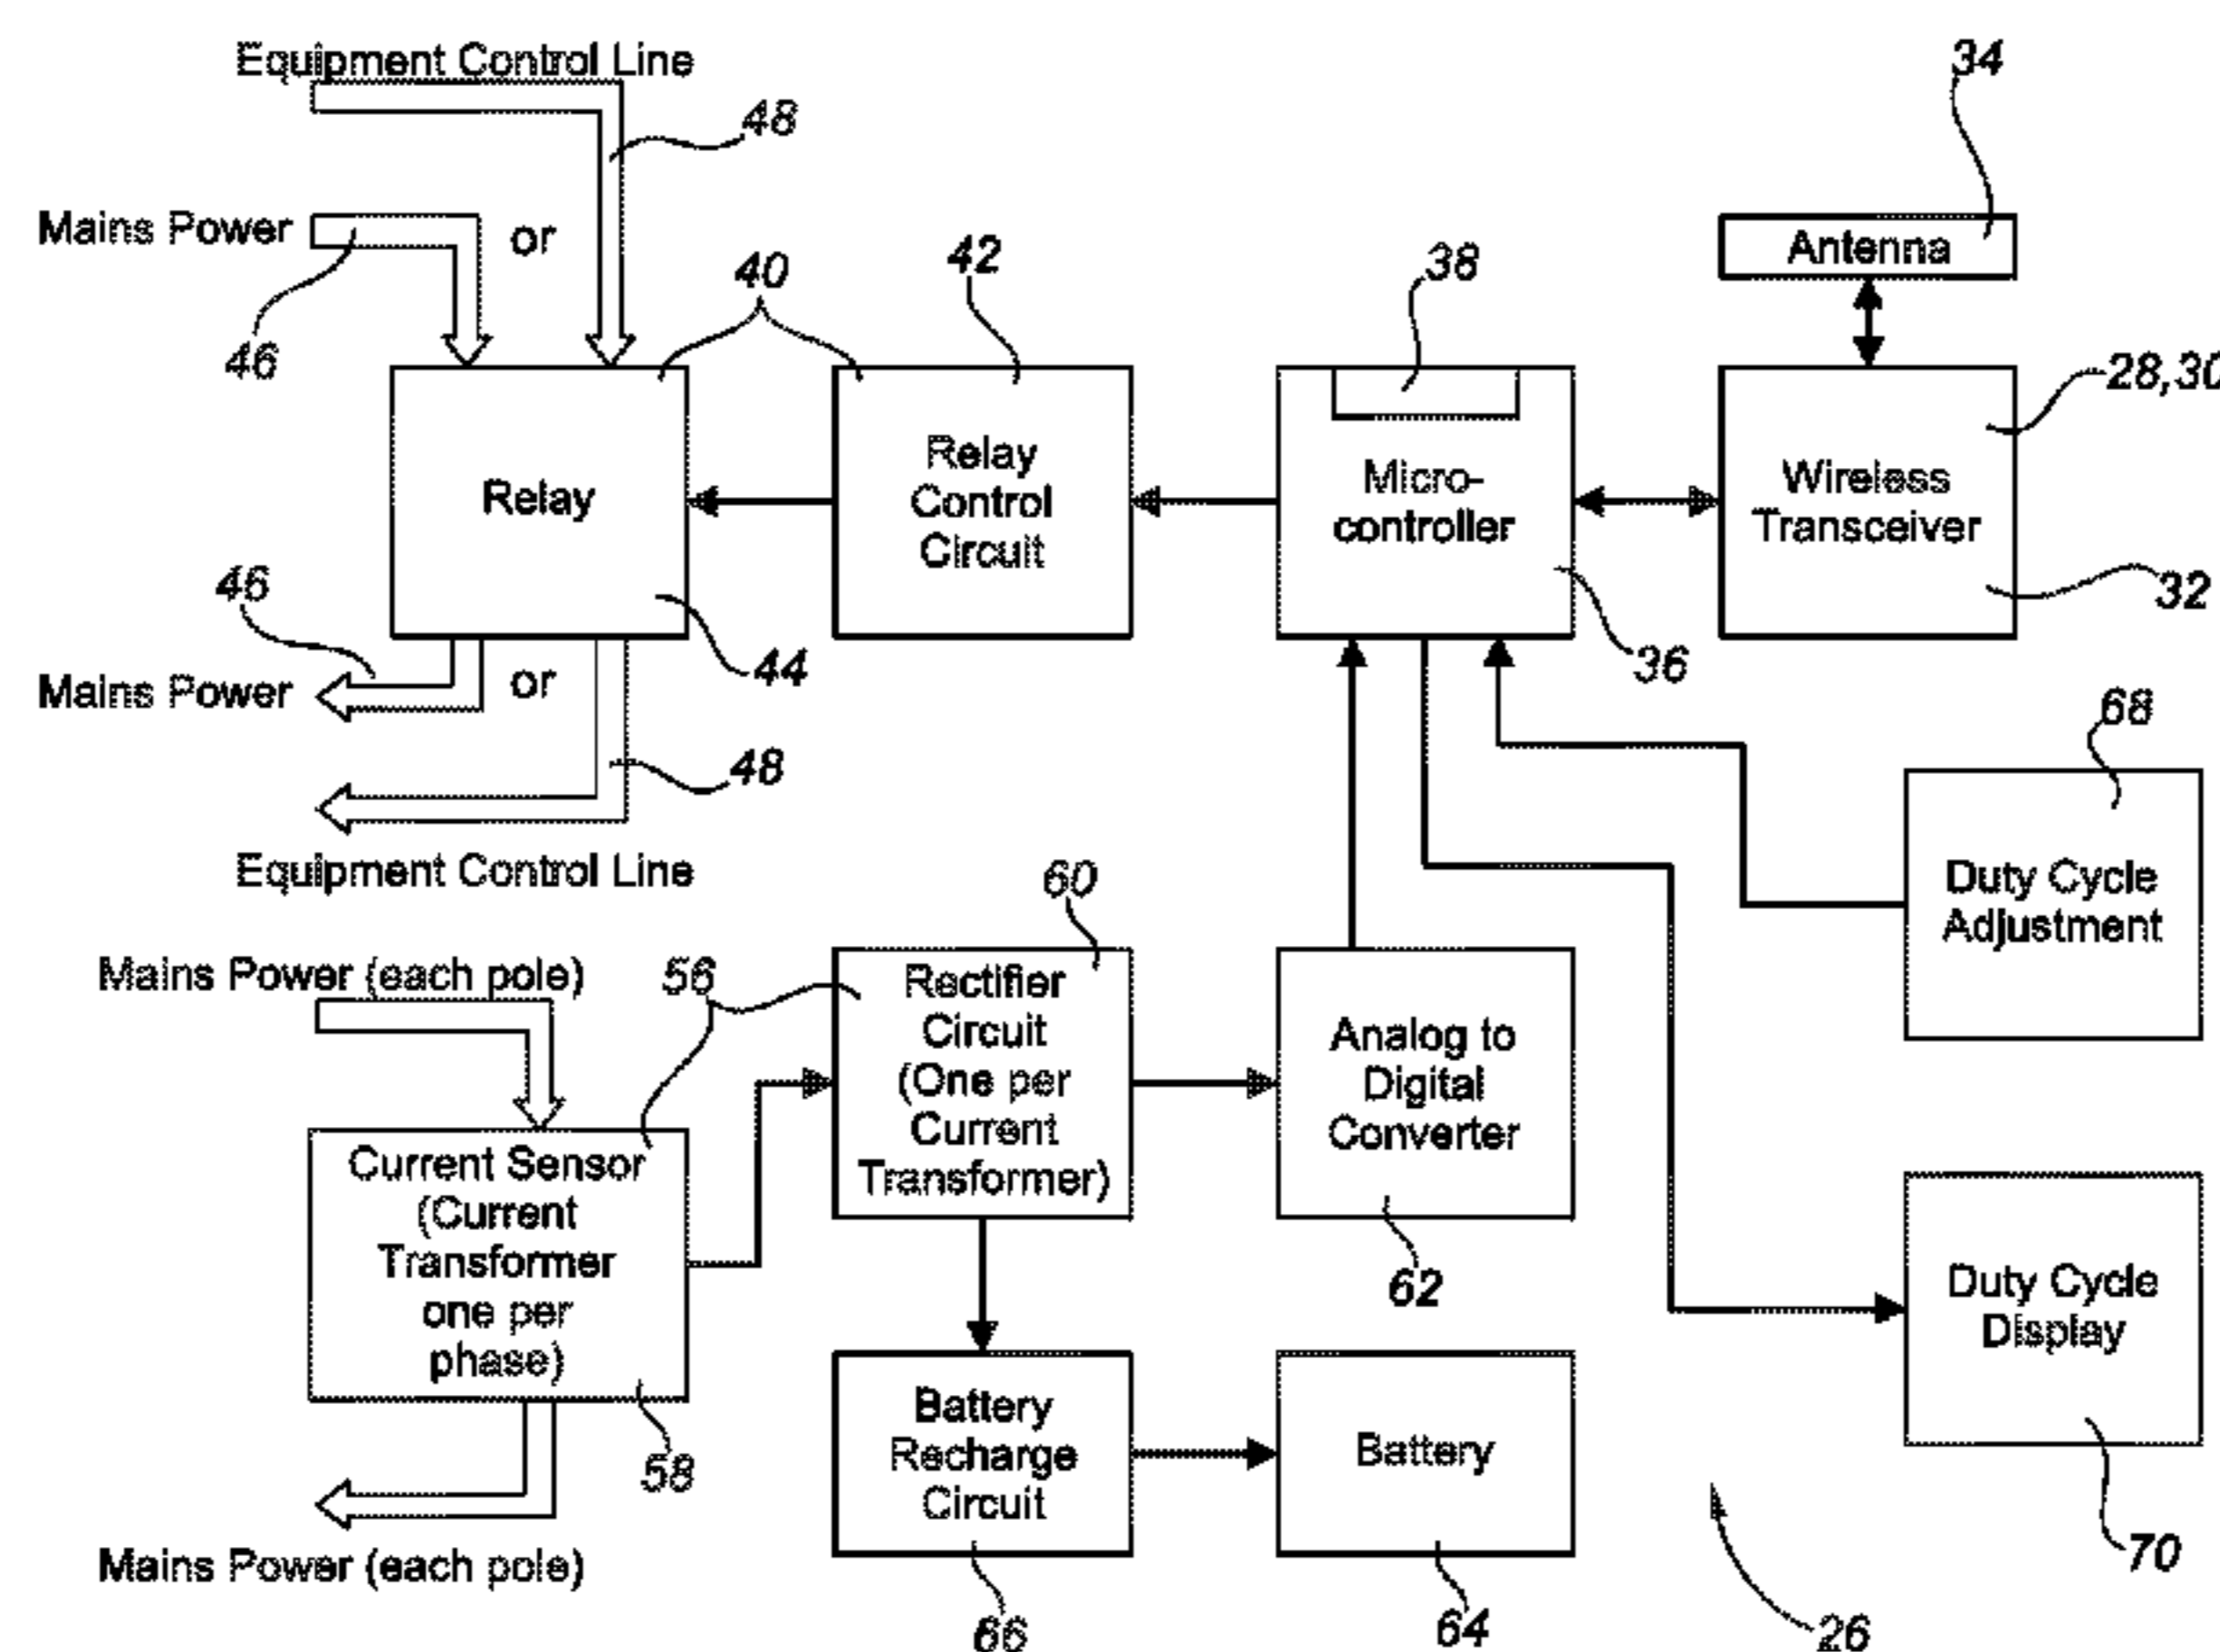 Equipment Control Line
48
34
Mains Power
or
46
40
42
38
Antenna
28,30
Relay
Relay
Control
Circuit
Micro-
controller
Wireless
Transceiver
46
44
36
32
Mains Power
or
48
Equipment Control Line
68
Duty Cycle
Adjustment
Mains Power (each pole)
56
60
Rectifier
Circuit
(One per
Current
Transformer)
Analog to
Digital
Converter
62
Current Sensor
(Current
Transformer
one per
phase)
58
Duty Cycle
Display
70
Mains Power (each pole)
Battery
Recharge
Circuit
66
Battery
64
26